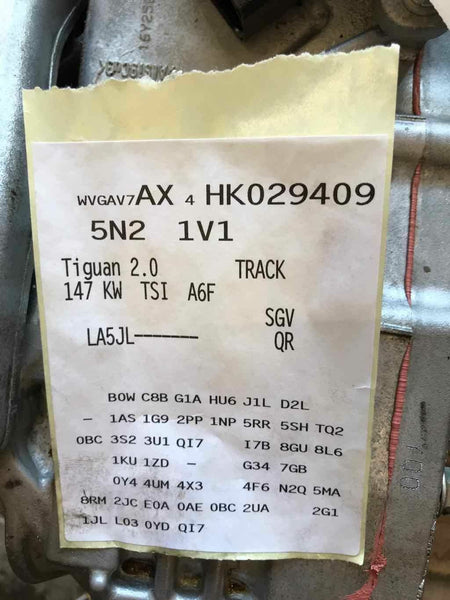 WVGAV7AX 4 HK029409
5N2 1V1
Tiguan 2.0 TRACK
147 KW TSI A6F
SGV
LA5JL------- QR
B0W C8B G1A HU6 J1L D2L
- 1AS 1G9 2PP 1NP 5RR 5SH TQ2
0BC 3S2 3U1 QI7 I7B 8GU 8L6
1KU 1ZD - G34 7GB
0Y4 4UM 4X3 4F6 N2Q 5MA
8RM 2JC E0A 0AE 0BC 2UA 2G1
1JL L03 0YD QI7